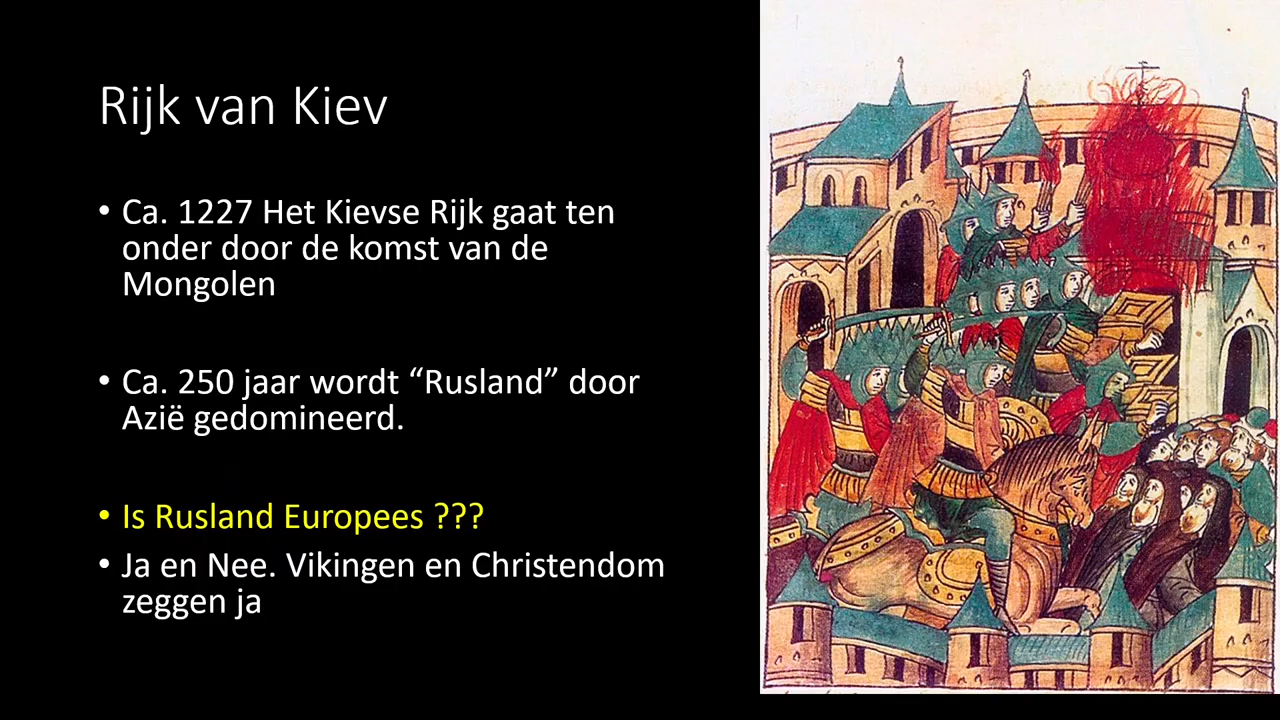 Rijk van Kiev
• Ca. 1227 Het Kievse Rijk gaat ten
onder door de komst van de
Mongolen
• Ca. 250 jaar wordt “Rusland” door
Azië gedomineerd.
• Is Rusland Europees ???
• Ja en Nee. Vikingen en Christendom
zeggen ja